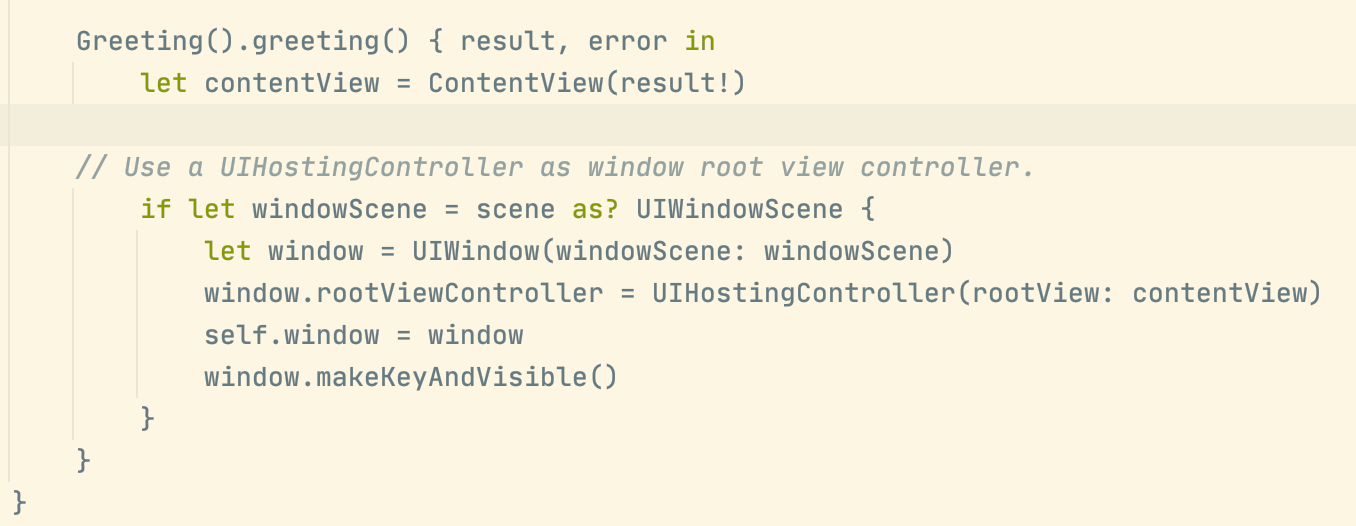 Greeting().greeting() { result, error in
let contentView = ContentView(result!)
// Use a UIHostingController as window root view controller.
if let windowScene = scene as? UIWindowScene {
let window = UIWindow(windowScene: windowScene)
window.rootViewController = UIHostingController(rootView: contentView)
self.window = window
window.makeKeyAndVisible()
}
}
}